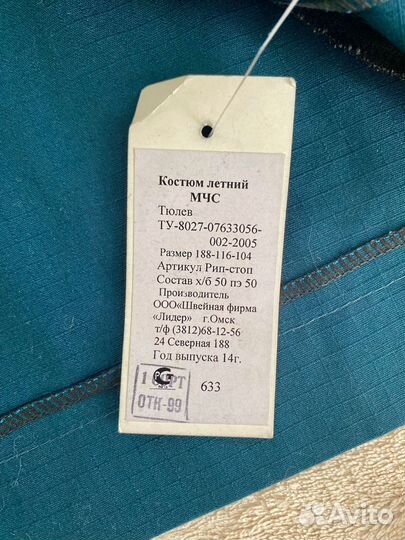 Костюм летний
МЧС
Тюлев
ТУ-8027-07633056-
002-2005
Размер 188-116-104
Артикул Рип-стоп
Состав х/б 50 пэ 50
Производитель
ООО«Швейная фирма
«Лидер» г.Омск
т/ф (3812)68-12-56
24 Северная 188
Год выпуска 14г.
633
ОТК-99
Avito